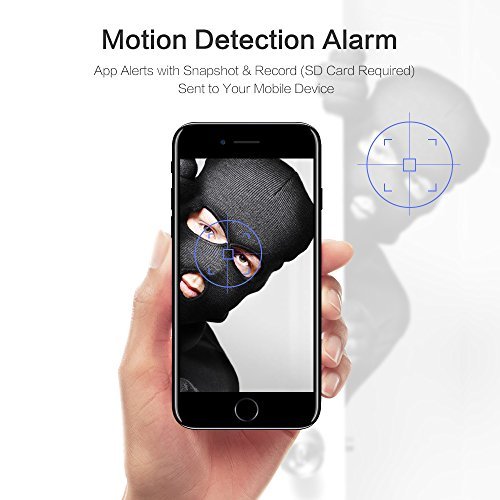 Motion Detection Alarm
App Alerts with Snapshot & Record (SD Card Required)
Sent to Your Mobile Device